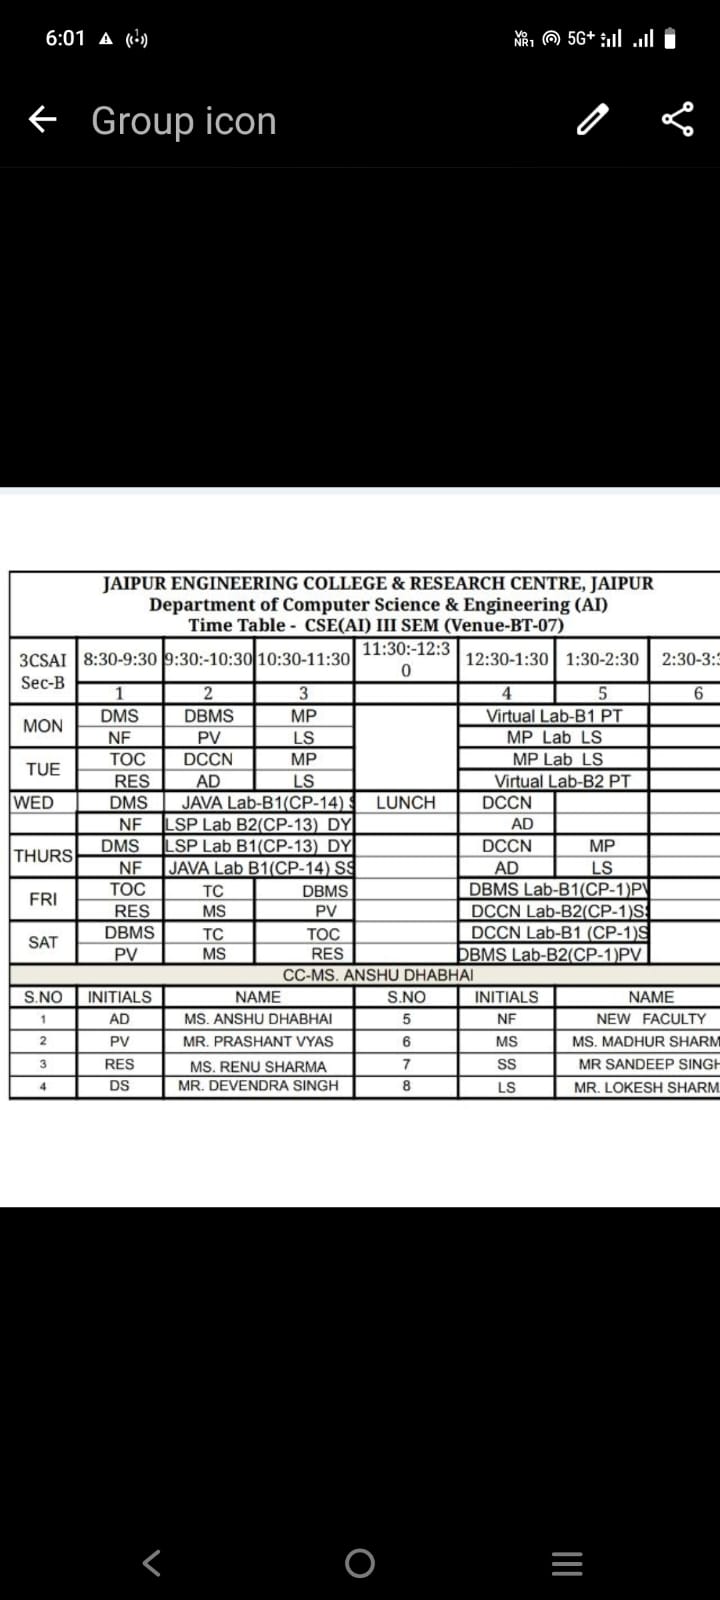 6:01
VoNR1 5G+
Group icon
JAIPUR ENGINEERING COLLEGE & RESEARCH CENTRE, JAIPUR
Department of Computer Science & Engineering (AI)
Time Table - CSE(AI) III SEM (Venue-BT-07)
3CSAI Sec-B 8:30-9:30 9:30:-10:30 10:30-11:30 11:30:-12:30 12:30-1:30 1:30-2:30 2:30-3:
1 2 3 4 5 6
MON DMS DBMS MP Virtual Lab-B1 PT
NF PV LS MP Lab LS
TUE TOC DCCN MP MP Lab LS
RES AD LS Virtual Lab-B2 PT
WED DMS JAVA Lab-B1(CP-14) LUNCH DCCN
NF LSP Lab B2(CP-13) DY AD
THURS DMS LSP Lab B1(CP-13) DY DCCN MP
NF JAVA Lab B1(CP-14) SS AD LS
FRI TOC TC DBMS DBMS Lab-B1(CP-1)PV
RES MS PV DCCN Lab-B2(CP-1)S
SAT DBMS TC TOC DCCN Lab-B1 (CP-1)S
PV MS RES DBMS Lab-B2(CP-1)PV
CC-MS. ANSHU DHABHAI
S.NO INITIALS NAME S.NO INITIALS NAME
1 AD MS. ANSHU DHABHAI 5 NF NEW FACULTY
2 PV MR. PRASHANT VYAS 6 MS MS. MADHUR SHARM
3 RES MS. RENU SHARMA 7 SS MR SANDEEP SINGH
4 DS MR. DEVENDRA SINGH 8 LS MR. LOKESH SHARM